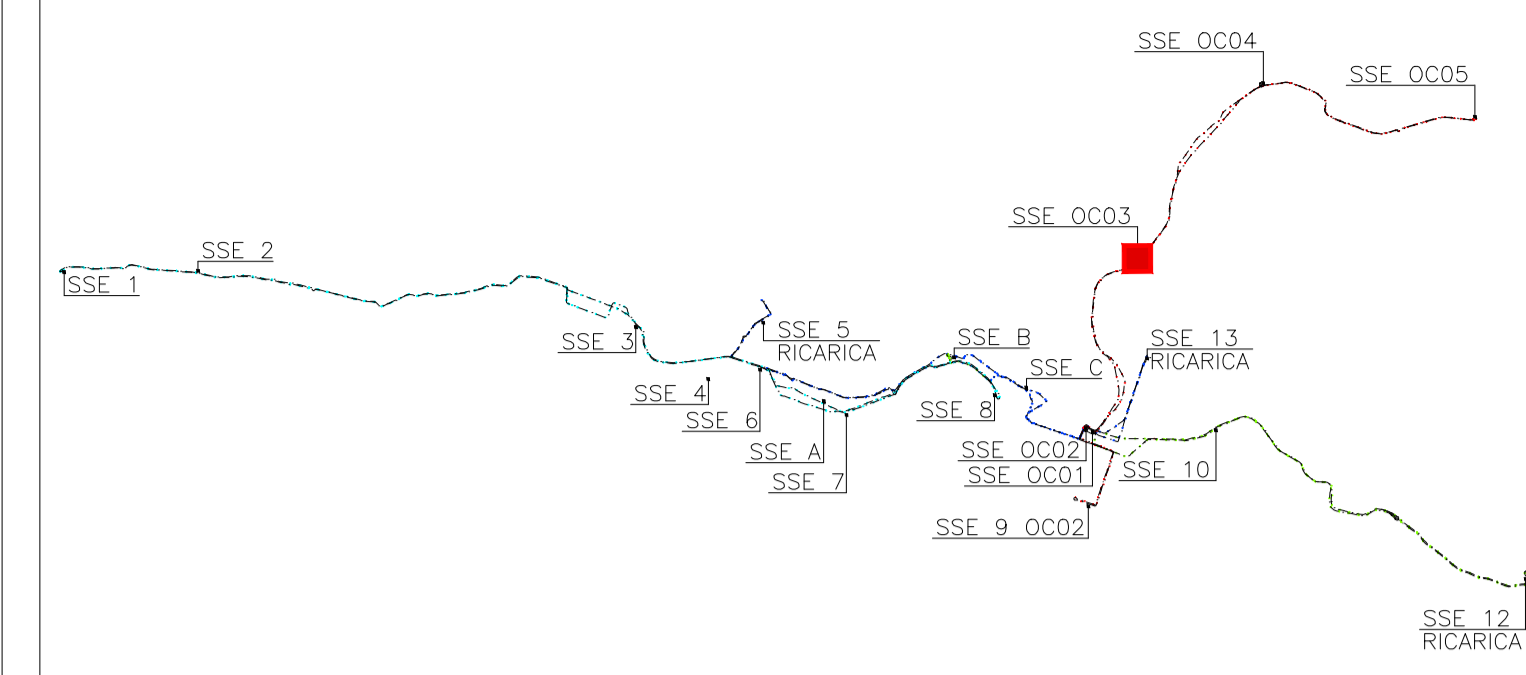 SSE OC04
SSE OC05
SSE OC03
SSE 2
SSE 1
SSE 3
SSE 5
RICARICA
SSE B
SSE 13
RICARICA
SSE C
SSE 4
SSE 6
SSE 8
SSE A
SSE OC02
SSE 7
SSE OC01
SSE 10
SSE 9 OC02
SSE 12
RICARICA